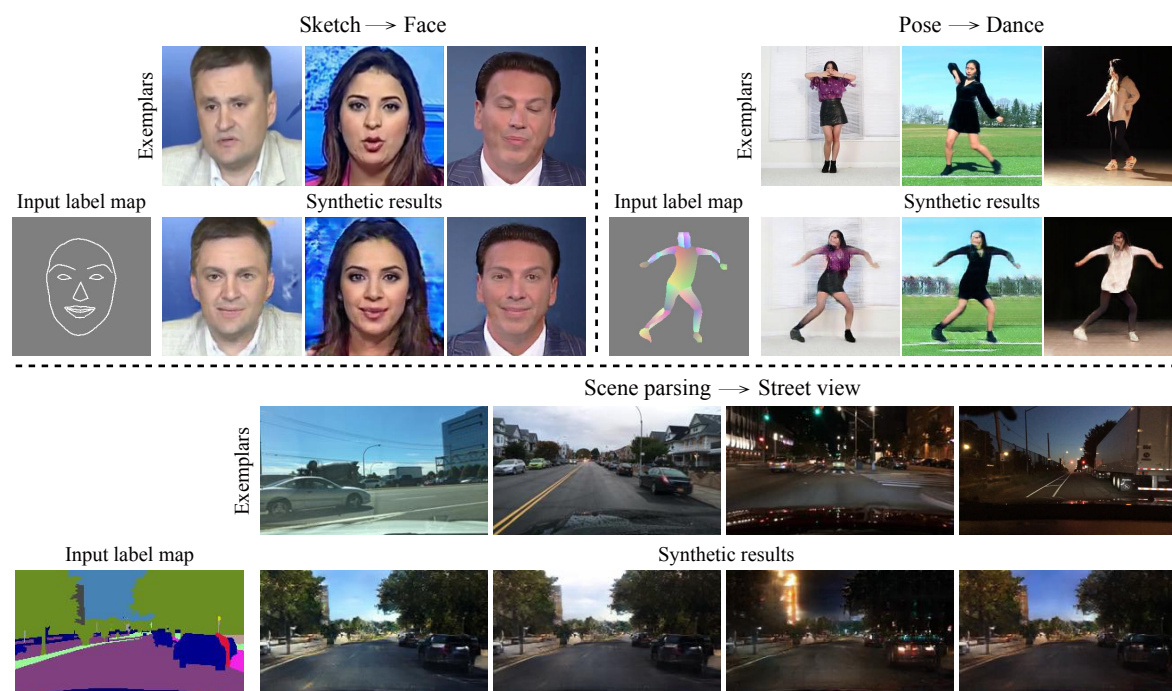 Sketch → Face
Pose → Dance
Exemplars
Exemplars
Input label map
Synthetic results
Input label map
Synthetic results
Scene parsing → Street view
Exemplars
Input label map
Synthetic results